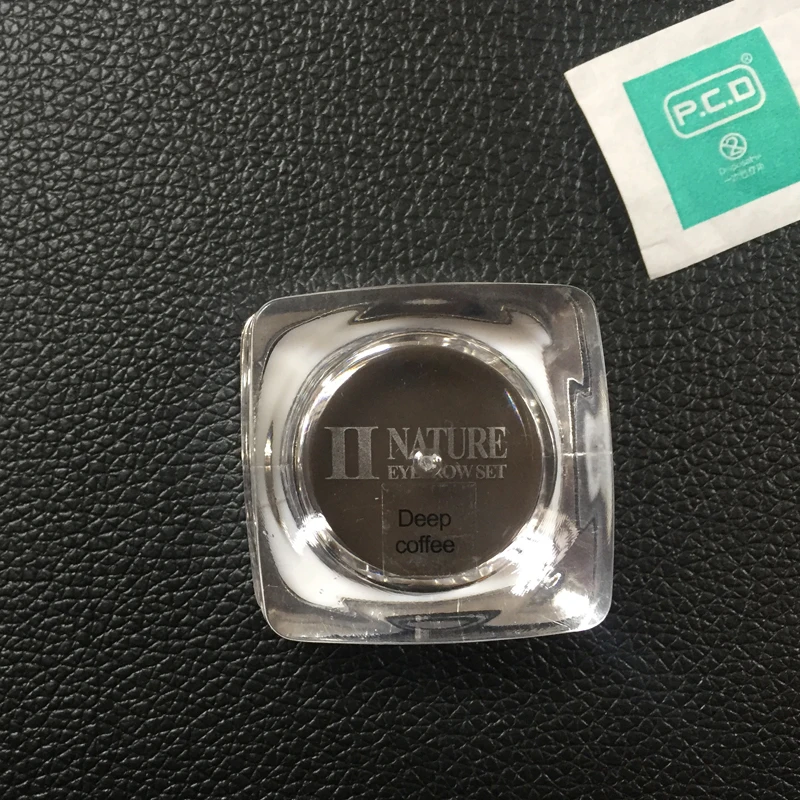 P.C.D
®
II NATURE
EYEBROW SET
Deep
coffee